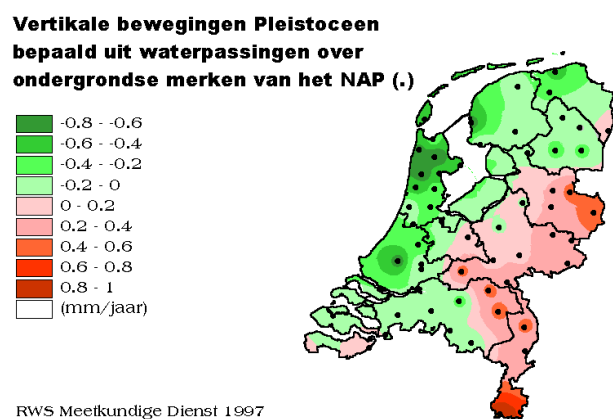 Vertikale bewegingen Pleistoceen
bepaald uit waterpassingen over
ondergrondse merken van het NAP (.)
-0.8 - -0.6
-0.6 - -0.4
-0.4 - -0.2
-0.2 - 0
0 - 0.2
0.2 - 0.4
0.4 - 0.6
0.6 - 0.8
0.8 - 1
(mm/jaar)
RWS Meetkundige Dienst 1997